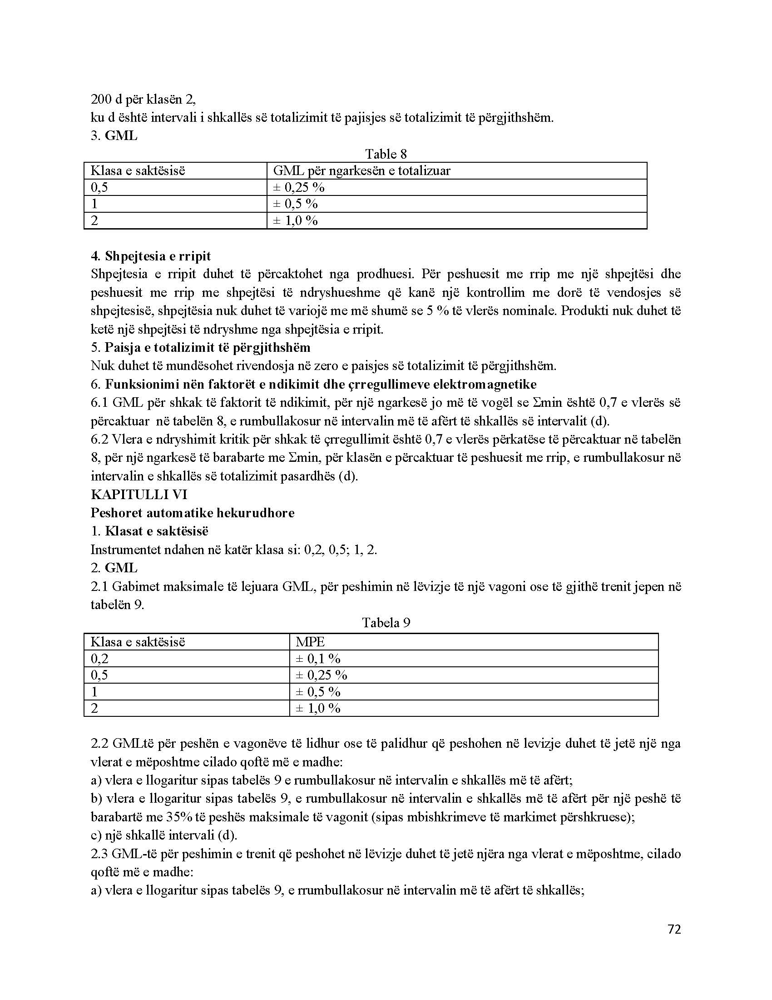 200 d për klasën 2,
ku d është intervali i shkallës së totalizimit të pajisjes së totalizimit të përgjithshëm.
3. GML
Table 8
Klasa e saktësisë GML për ngarkesën e totalizuar
0,5 ± 0,25 %
1 ± 0,5 %
2 ± 1,0 %
4. Shpejtesia e rripit
Shpejtesia e rripit duhet të përcaktohet nga prodhuesi. Për peshuesit me rrip me një shpejtësi dhe
peshuesit me rrip me shpejtësi të ndryshueshme që kanë një kontrollim me dorë të vendosjes së
shpejtesisë, shpejtësia nuk duhet të variojë me më shumë se 5 % të vlerës nominale. Produkti nuk duhet të
ketë një shpejtësi të ndryshme nga shpejtësia e rripit.
5. Paisja e totalizimit të përgjithshëm
Nuk duhet të mundësohet rivendosja në zero e paisjes së totalizimit të përgjithshëm.
6. Funksionimi nën faktorët e ndikimit dhe çrregullimeve elektromagnetike
6.1 GML për shkak të faktorit të ndikimit, për një ngarkesë jo më të vogël se Σmin është 0,7 e vlerës së
përcaktuar  në tabelën 8, e rumbullakosur në intervalin më të afërt të shkallës së intervalit (d).
6.2 Vlera e ndryshimit kritik për shkak të çrregullimit është 0,7 e vlerës përkatëse të përcaktuar në tabelën
8, për një ngarkesë të barabarte me Σmin, për klasën e përcaktuar të peshuesit me rrip, e rumbullakosur në
intervalin e shkallës së totalizimit pasardhës (d).
KAPITULLI VI
Peshoret automatike hekurudhore
1. Klasat e saktësisë
Instrumentet ndahen në katër klasa si: 0,2, 0,5; 1, 2.
2. GML
2.1 Gabimet maksimale të lejuara GML, për peshimin në lëvizje të një vagoni ose të gjithë trenit jepen në
tabelën 9.
Tabela 9
Klasa e saktësisë MPE
0,2 ± 0,1 %
0,5 ± 0,25 %
1 ± 0,5 %
2 ± 1,0 %
2.2 GMLtë për peshën e vagonëve të lidhur ose të palidhur që peshohen në levizje duhet të jetë një nga
vlerat e mëposhtme cilado qoftë më e madhe:
a) vlera e llogaritur sipas tabelës 9 e rumbullakosur në intervalin e shkallës më të afërt;
b) vlera e llogaritur sipas tabelës 9, e rumbullakosur në intervalin e shkallës më të afërt për një peshë të
barabartë me 35% të peshës maksimale të vagonit (sipas mbishkrimeve të markimet përshkruese);
c) një shkallë intervali (d).
2.3 GML-të për peshimin e trenit që peshohet në lëvizje duhet të jetë njëra nga vlerat e mëposhtme, cilado
qoftë më e madhe:
a) vlera e llogaritur sipas tabelës 9, e rrumbullakosur në intervalin më të afërt të shkallës;
72